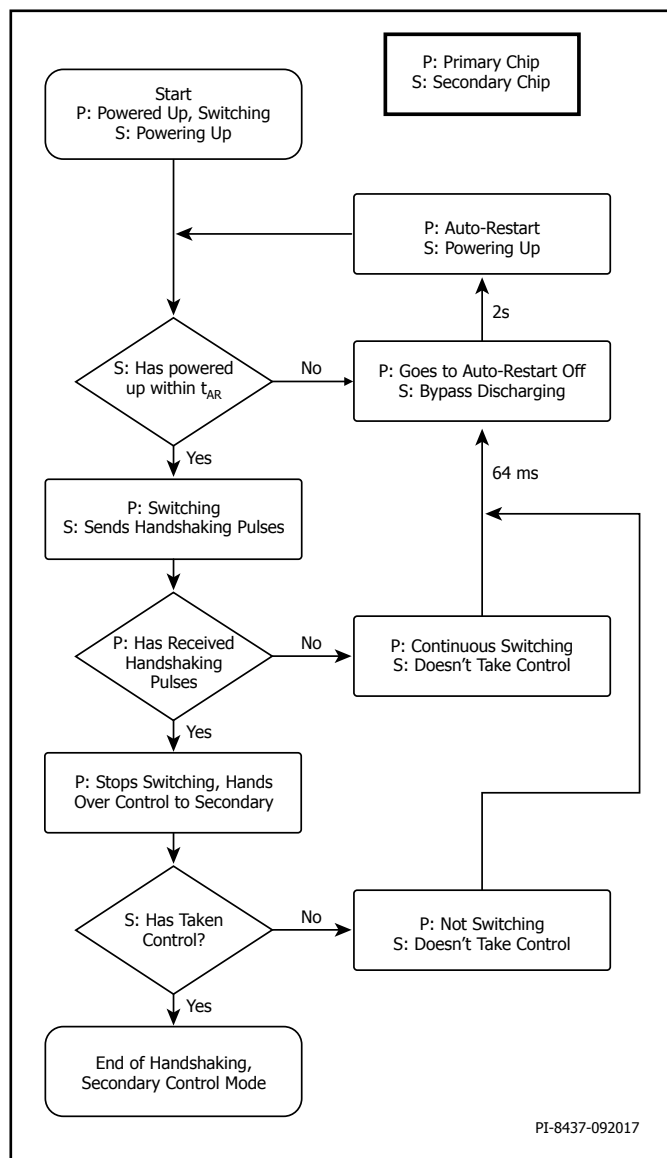 P: Primary Chip
S: Secondary Chip
Start
P: Powered Up, Switching
S: Powering Up
P: Auto-Restart
S: Powering Up
2s
S: Has powered
up within tAR
No
P: Goes to Auto-Restart Off
S: Bypass Discharging
Yes
64 ms
P: Switching
S: Sends Handshaking Pulses
P: Has Received
Handshaking
Pulses
No
P: Continuous Switching
S: Doesn't Take Control
Yes
P: Stops Switching, Hands
Over Control to Secondary
S: Has Taken
Control?
No
P: Not Switching
S: Doesn't Take Control
Yes
End of Handshaking,
Secondary Control Mode
PI-8437-092017